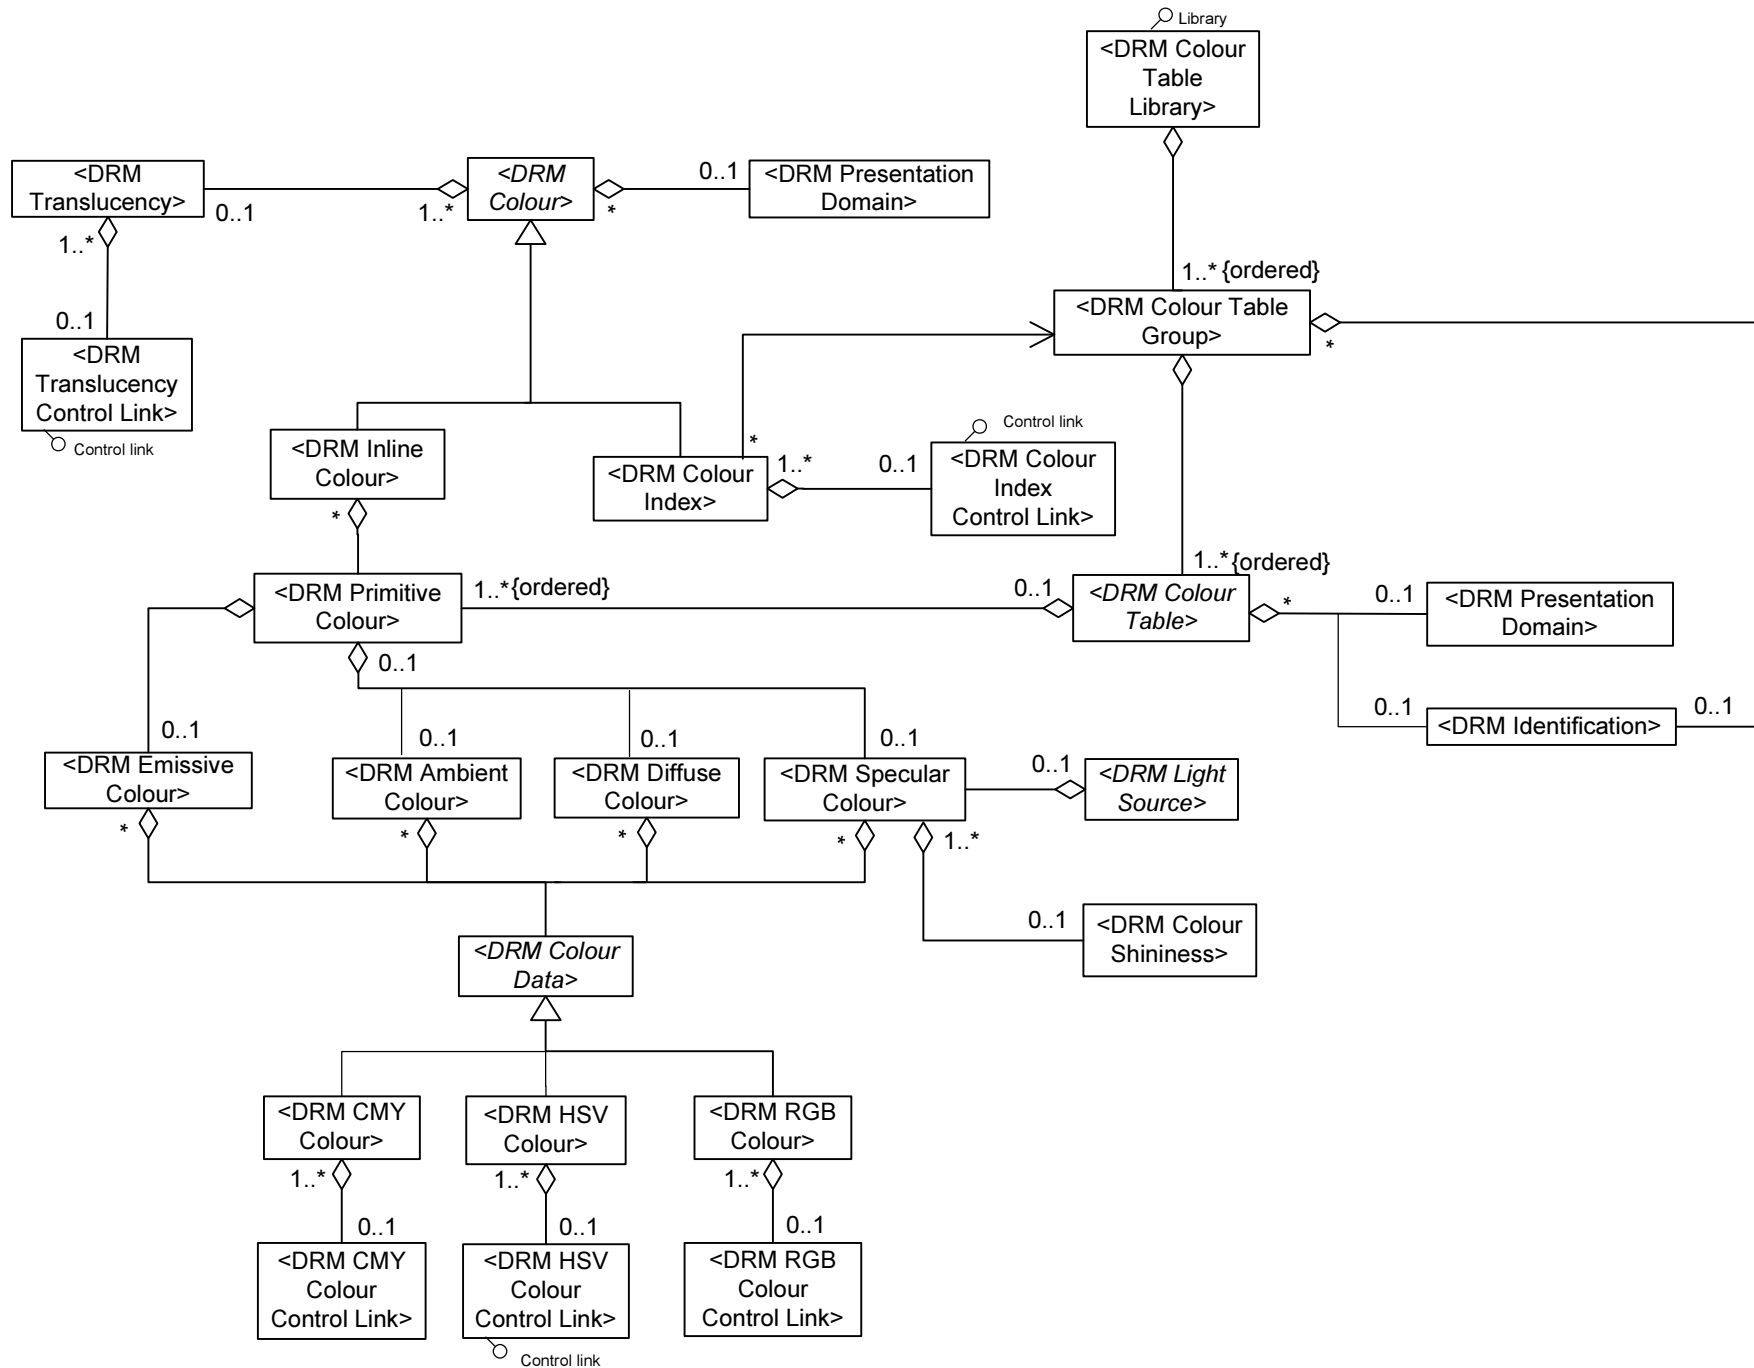 Library
<DRM Colour
Table
Library>
<DRM
Translucency>
0..1
1..*
<DRM
Colour>
*
0..1
<DRM Presentation
Domain>
1..*
0..1
<DRM
Translucency
Control Link>
Control link
1..* {ordered}
<DRM Colour Table
Group>
*
<DRM Inline
Colour>
*
*
<DRM Colour
Index>
1..*
0..1
Control link
<DRM Colour
Index
Control Link>
<DRM Primitive
Colour>
1..* {ordered}
0..1
1..* {ordered}
<DRM Colour
Table>
*
0..1
<DRM Presentation
Domain>
0..1
<DRM Identification>
0..1
0..1
0..1
0..1
0..1
0..1
<DRM Emissive
Colour>
*
<DRM Ambient
Colour>
*
<DRM Diffuse
Colour>
*
<DRM Specular
Colour>
*
0..1
<DRM Light
Source>
1..*
0..1
<DRM Colour
Shininess>
<DRM Colour
Data>
<DRM CMY
Colour>
<DRM HSV
Colour>
<DRM RGB
Colour>
1..*
1..*
1..*
0..1
0..1
0..1
<DRM CMY
Colour
Control Link>
<DRM HSV
Colour
Control Link>
<DRM RGB
Colour
Control Link>
Control link